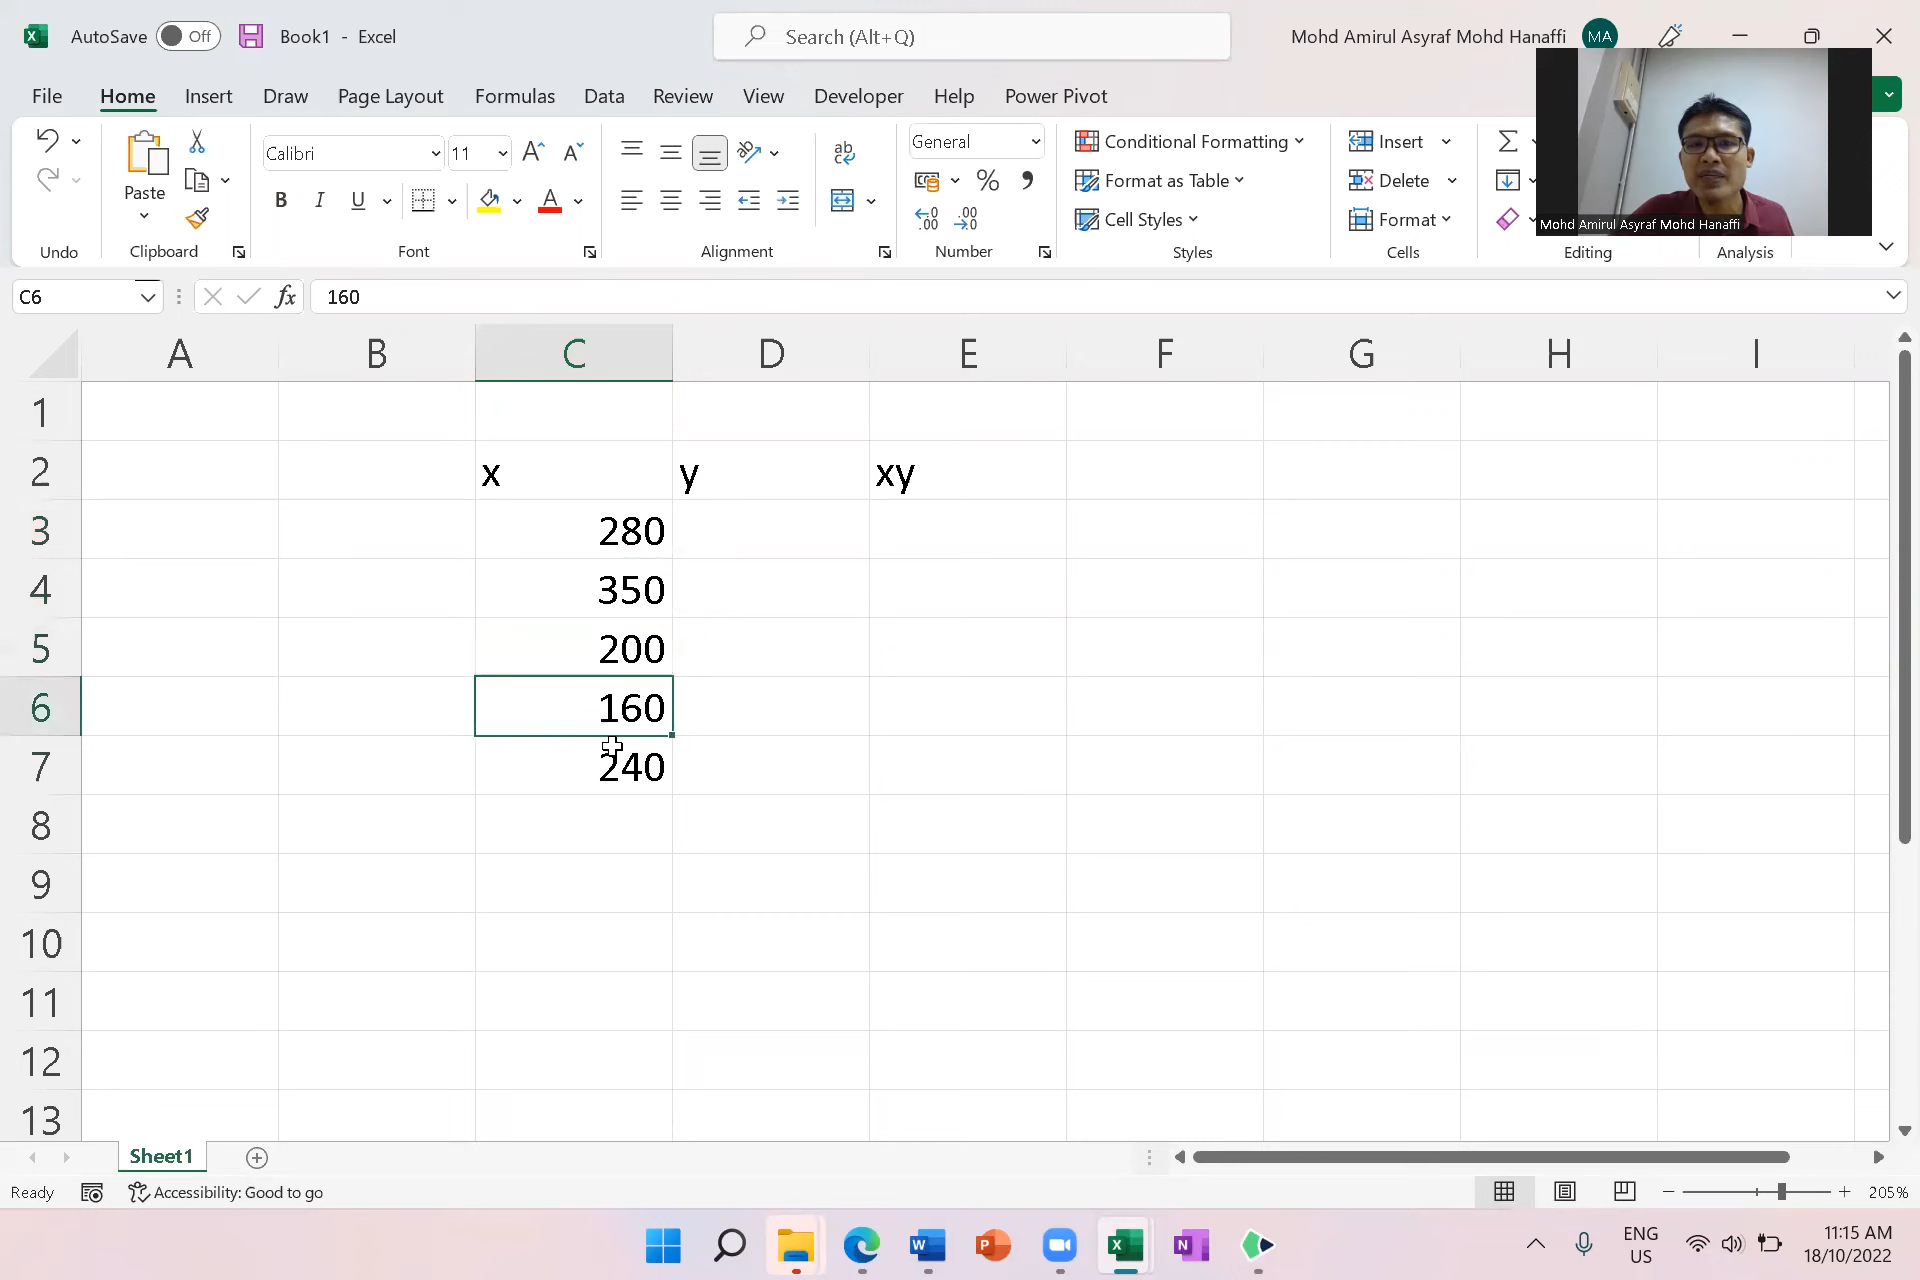 AutoSave Off Book1 - Excel Search (Alt+Q) Mohd Amirul Asyraf Mohd Hanaffi MA
File Home Insert Draw Page Layout Formulas Data Review View Developer Help Power Pivot
Calibri 11 General Conditional Formatting Insert
Paste Format as Table Delete
B I U Cell Styles Format
Mohd Amirul Asyraf Mohd Hanaffi
Undo Clipboard Font Alignment Number Styles Cells Editing Analysis
C6 fx 160
A B C D E F G H I
1
2 x y xy
3 280
4 350
5 200
6 160
7 240
8
9
10
11
12
13
Sheet1
Ready Accessibility: Good to go 205%
ENG 11:15 AM
US 18/10/2022